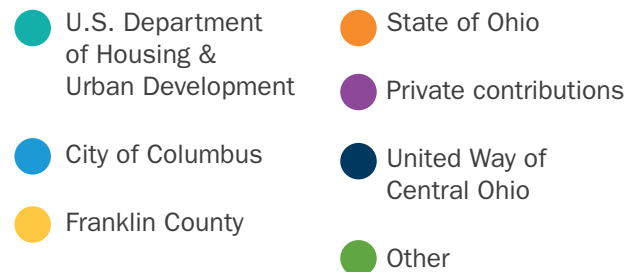 U.S. Department
of Housing &
Urban Development
City of Columbus
Franklin County
State of Ohio
Private contributions
United Way of
Central Ohio
Other